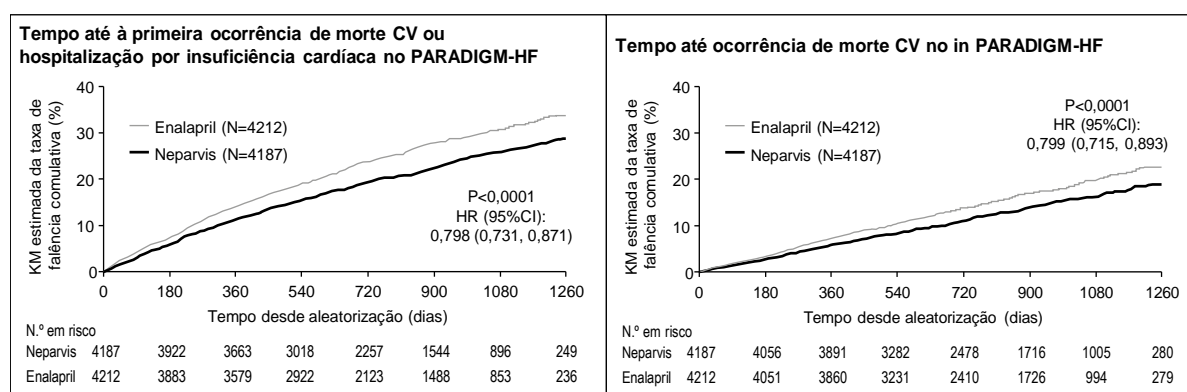 Tempo até à primeira ocorrência de morte CV ou
hospitalização por insuficiência cardíaca no PARADIGM-HF
KM estimada da taxa de
falência comulativa (%)
40
30
20
10
0
Enalapril (N=4212)
Neparvis (N=4187)
P<0,0001
HR (95%CI):
0,798 (0,731, 0,871)
0 180 360 540 720 900 1080 1260
Tempo desde aleatorização (dias)
N.º em risco
Neparvis 4187 3922 3663 3018 2257 1544 896 249
Enalapril 4212 3883 3579 2922 2123 1488 853 236
Tempo até ocorrência de morte CV no in PARADIGM-HF
KM estimada da taxa de
falência comulativa (%)
40
30
20
10
0
Enalapril (N=4212)
Neparvis (N=4187)
P<0,0001
HR (95%CI):
0,799 (0,715, 0,893)
0 180 360 540 720 900 1080 1260
Tempo desde aleatorização (dias)
N.º em risco
Neparvis 4187 4056 3891 3282 2478 1716 1005 280
Enalapril 4212 4051 3860 3231 2410 1726 994 279